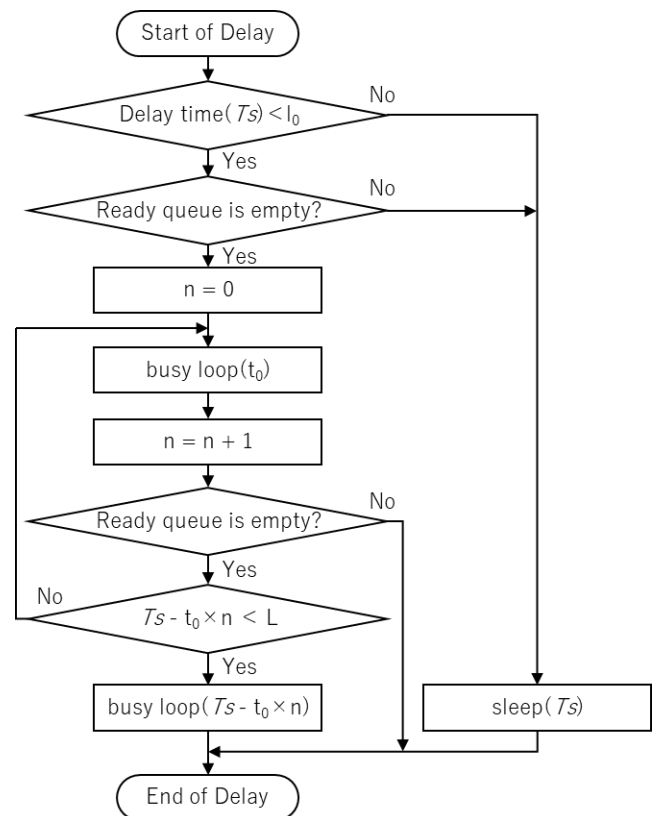 Start of Delay
Delay time(Ts)<l₀
No
Yes
Ready queue is empty?
No
Yes
n = 0
busy loop(t₀)
n = n + 1
Ready queue is empty?
No
Yes
No
Ts - t₀×n < L
Yes
busy loop(Ts - t₀×n)
sleep(Ts)
End of Delay